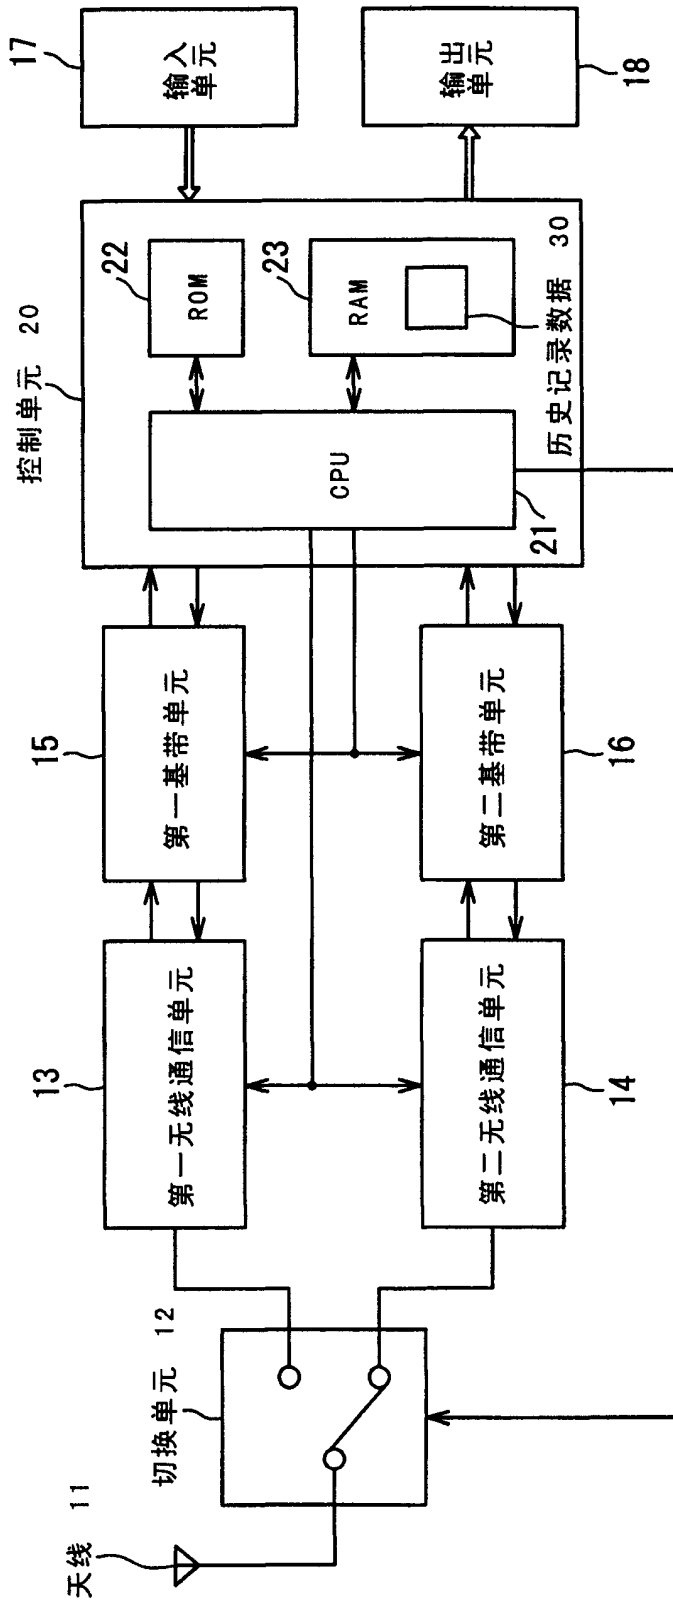 天线 11
切换单元 12
13
第一无线通信单元
15
第一基带单元
控制单元 20
22
ROM
23
RAM
CPU
21
历史记录数据 30
17
输入
单元
输出
单元
18
第二无线通信单元
14
第二基带单元
16